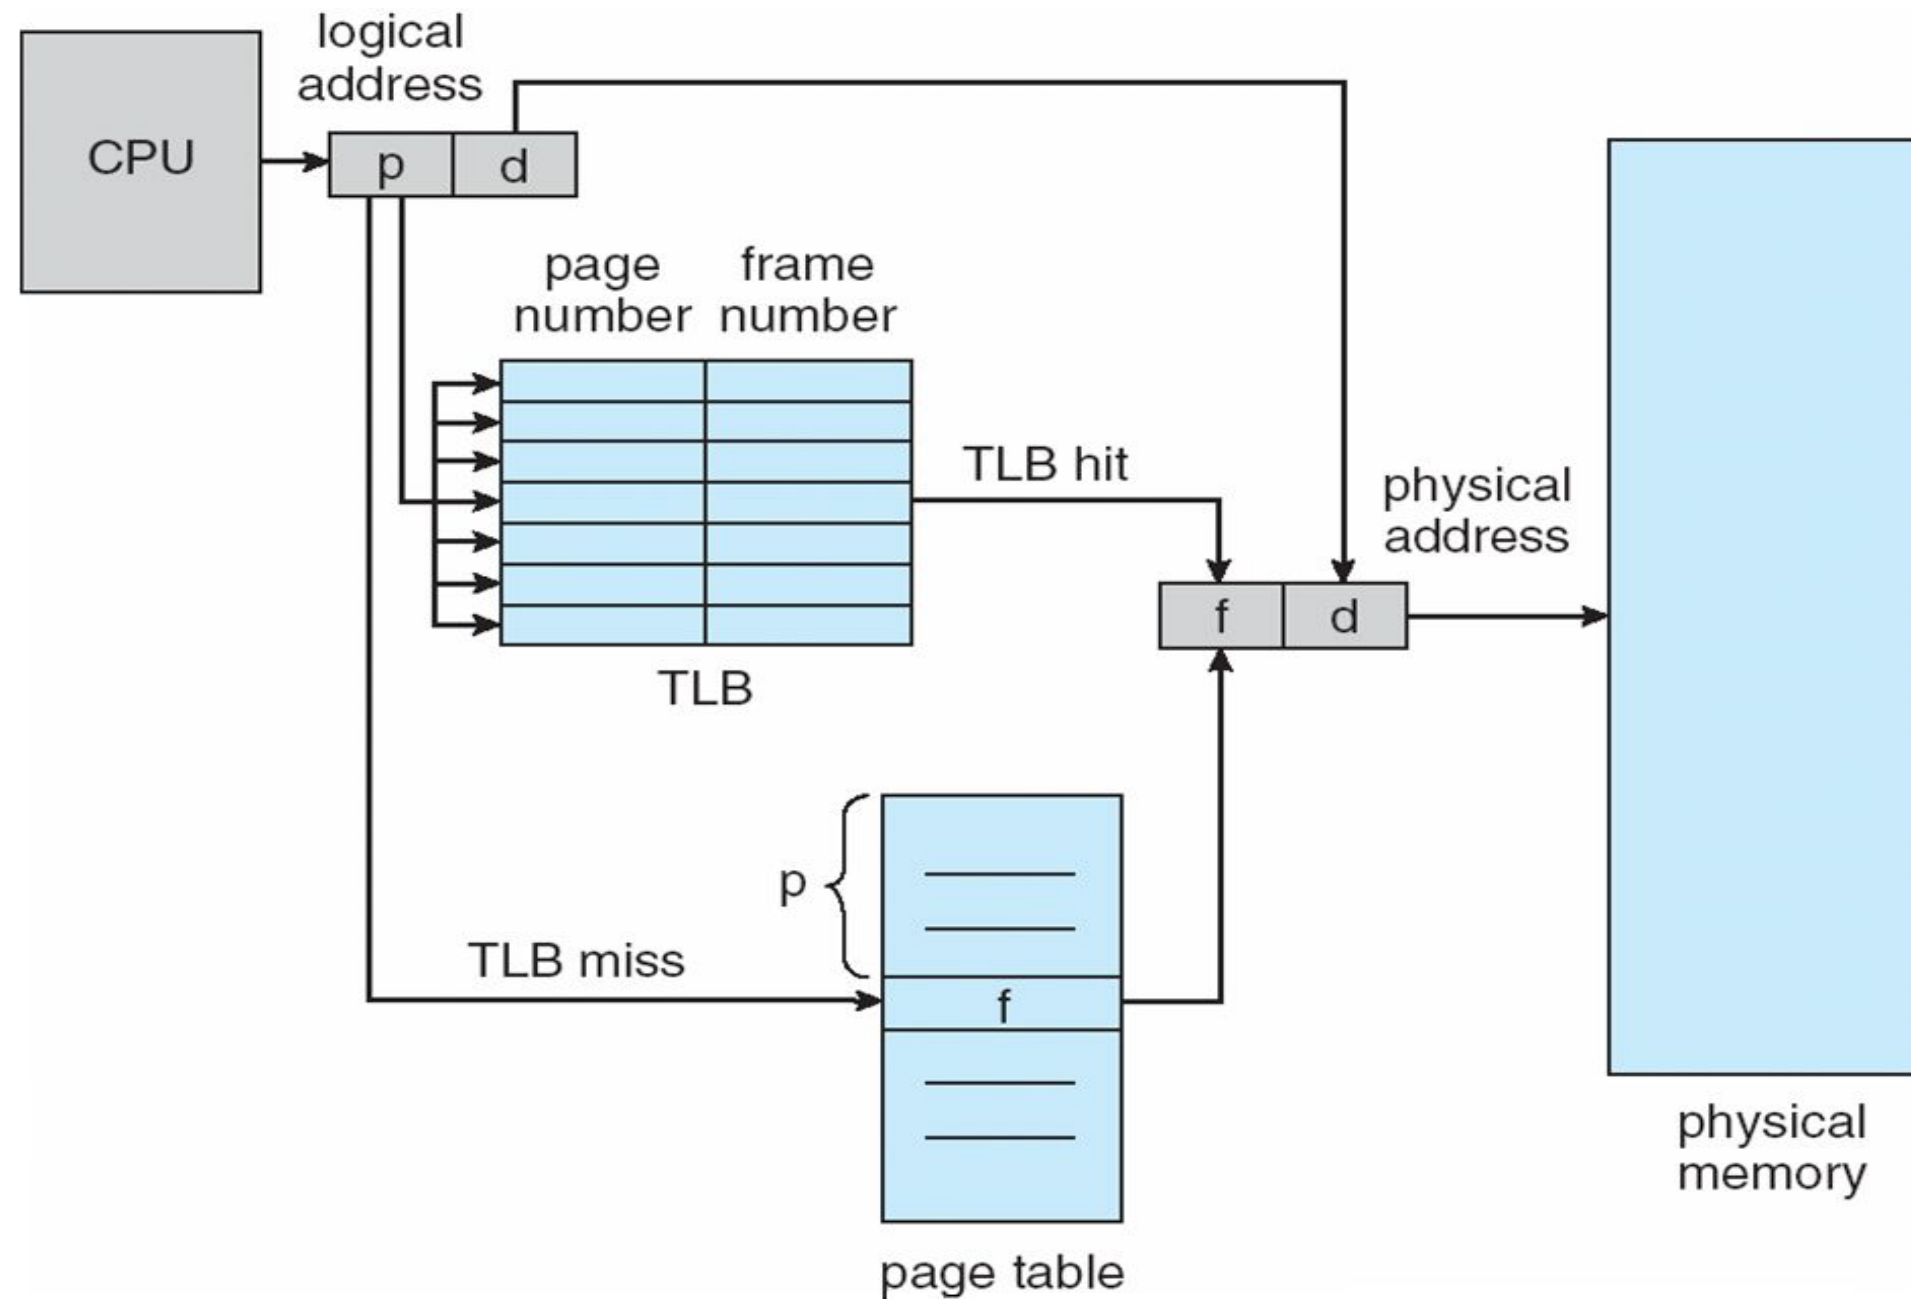 logical
address
CPU
p
d
page
number
frame
number
TLB hit
physical
address
f
d
TLB
p
TLB miss
f
physical
memory
page table